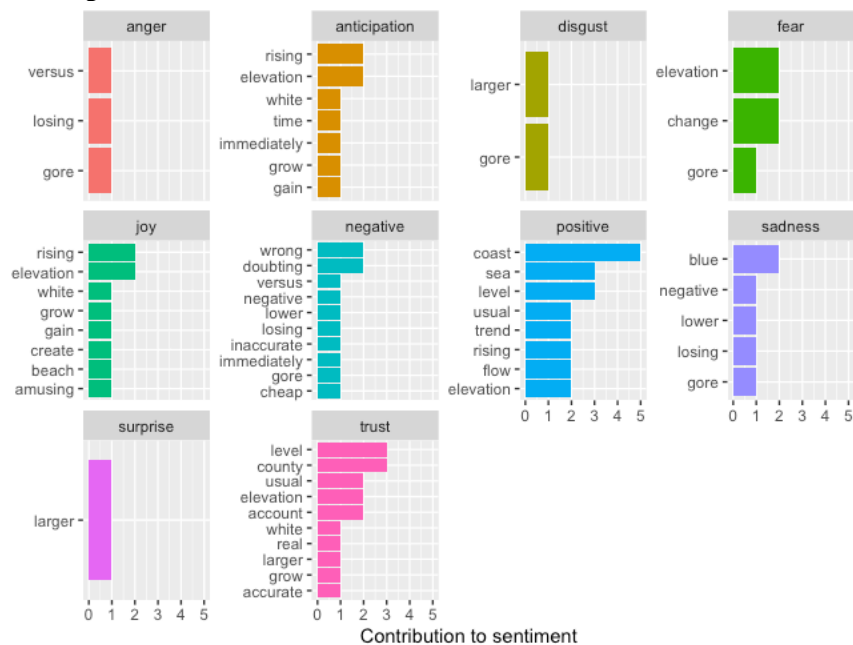 anger
versus
losing
gore
anticipation
rising
elevation
white
time
immediately
grow
gain
disgust
larger
gore
fear
elevation
change
gore
joy
rising
elevation
white
grow
gain
create
beach
amusing
negative
wrong
doubting
versus
negative
lower
losing
inaccurate
immediately
gore
cheap
positive
coast
sea
level
usual
trend
rising
flow
elevation
0 1 2 3 4 5
sadness
blue
negative
lower
losing
gore
0 1 2 3 4 5
surprise
larger
0 1 2 3 4 5
trust
level
county
usual
elevation
account
white
real
larger
grow
accurate
0 1 2 3 4 5
Contribution to sentiment